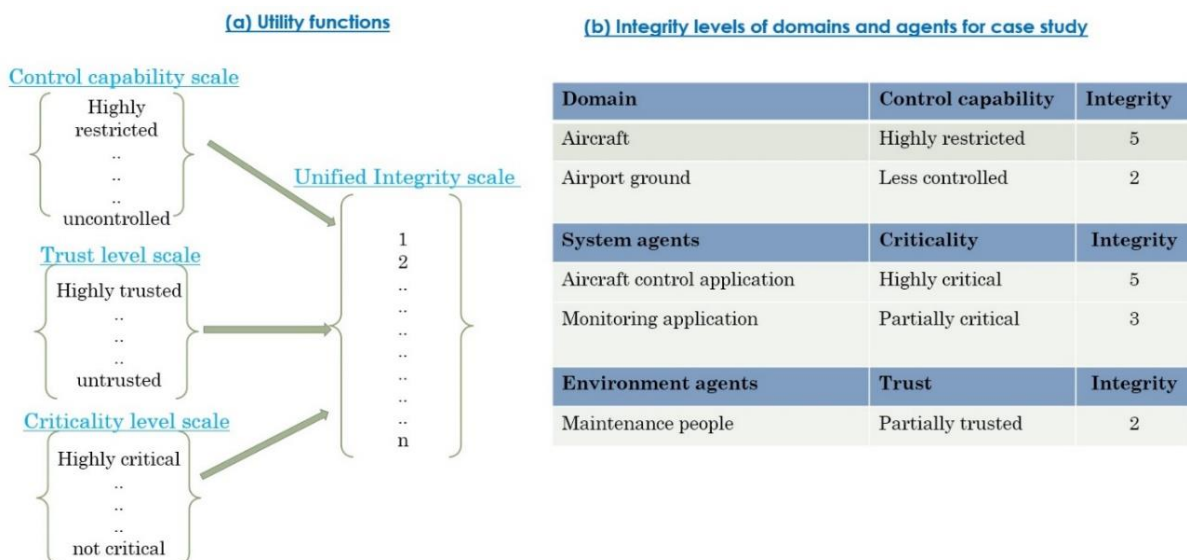 (a) Utility functions
Control capability scale
Highly
restricted
..
..
..
uncontrolled
Trust level scale
Highly trusted
..
..
..
untrusted
Criticality level scale
Highly critical
..
..
..
not critical
Unified Integrity scale
1
2
..
..
..
..
..
..
..
n
(b) Integrity levels of domains and agents for case study
Domain Control capability Integrity
Aircraft Highly restricted 5
Airport ground Less controlled 2
System agents Criticality Integrity
Aircraft control application Highly critical 5
Monitoring application Partially critical 3
Environment agents Trust Integrity
Maintenance people Partially trusted 2